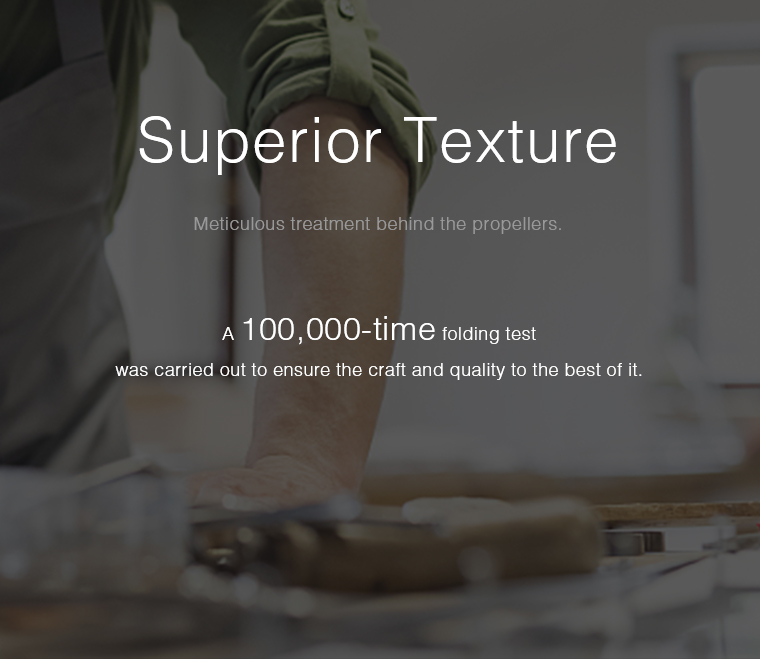 Superior Texture
Meticulous treatment behind the propellers.
A 100,000-time folding test
was carried out to ensure the craft and quality to the best of it.